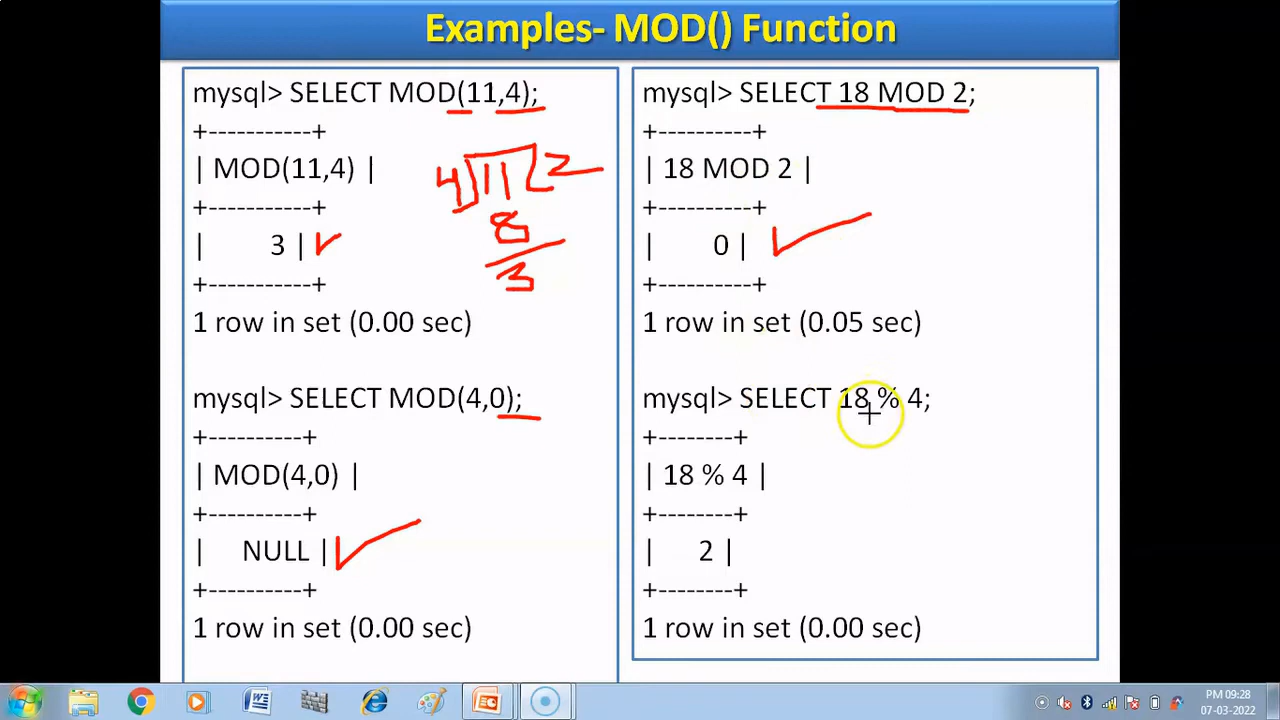 Examples- MOD() Function
mysql> SELECT MOD(11,4);
+-----------+
| MOD(11,4) |
+-----------+
| 3 |
+-----------+
1 row in set (0.00 sec)
4 11 2
8
3
mysql> SELECT MOD(4,0);
+----------+
| MOD(4,0) |
+----------+
| NULL |
+----------+
1 row in set (0.00 sec)
mysql> SELECT 18 MOD 2;
+----------+
| 18 MOD 2 |
+----------+
| 0 |
+----------+
1 row in set (0.05 sec)
mysql> SELECT 18 % 4;
+--------+
| 18 % 4 |
+--------+
| 2 |
+--------+
1 row in set (0.00 sec)
PM 09:28
07-03-2022